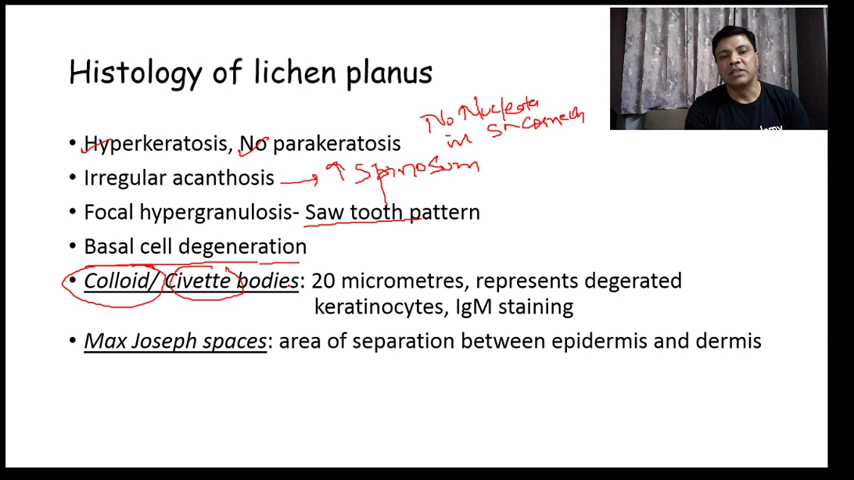 Histology of lichen planus
No Nucleate
in St Corneum
• Hyperkeratosis, No parakeratosis
• Irregular acanthosis → ↑ Spinosum
• Focal hypergranulosis- Saw tooth pattern
• Basal cell degeneration
• Colloid/ Civette bodies: 20 micrometres, represents degerated
keratinocytes, IgM staining
• Max Joseph spaces: area of separation between epidermis and dermis